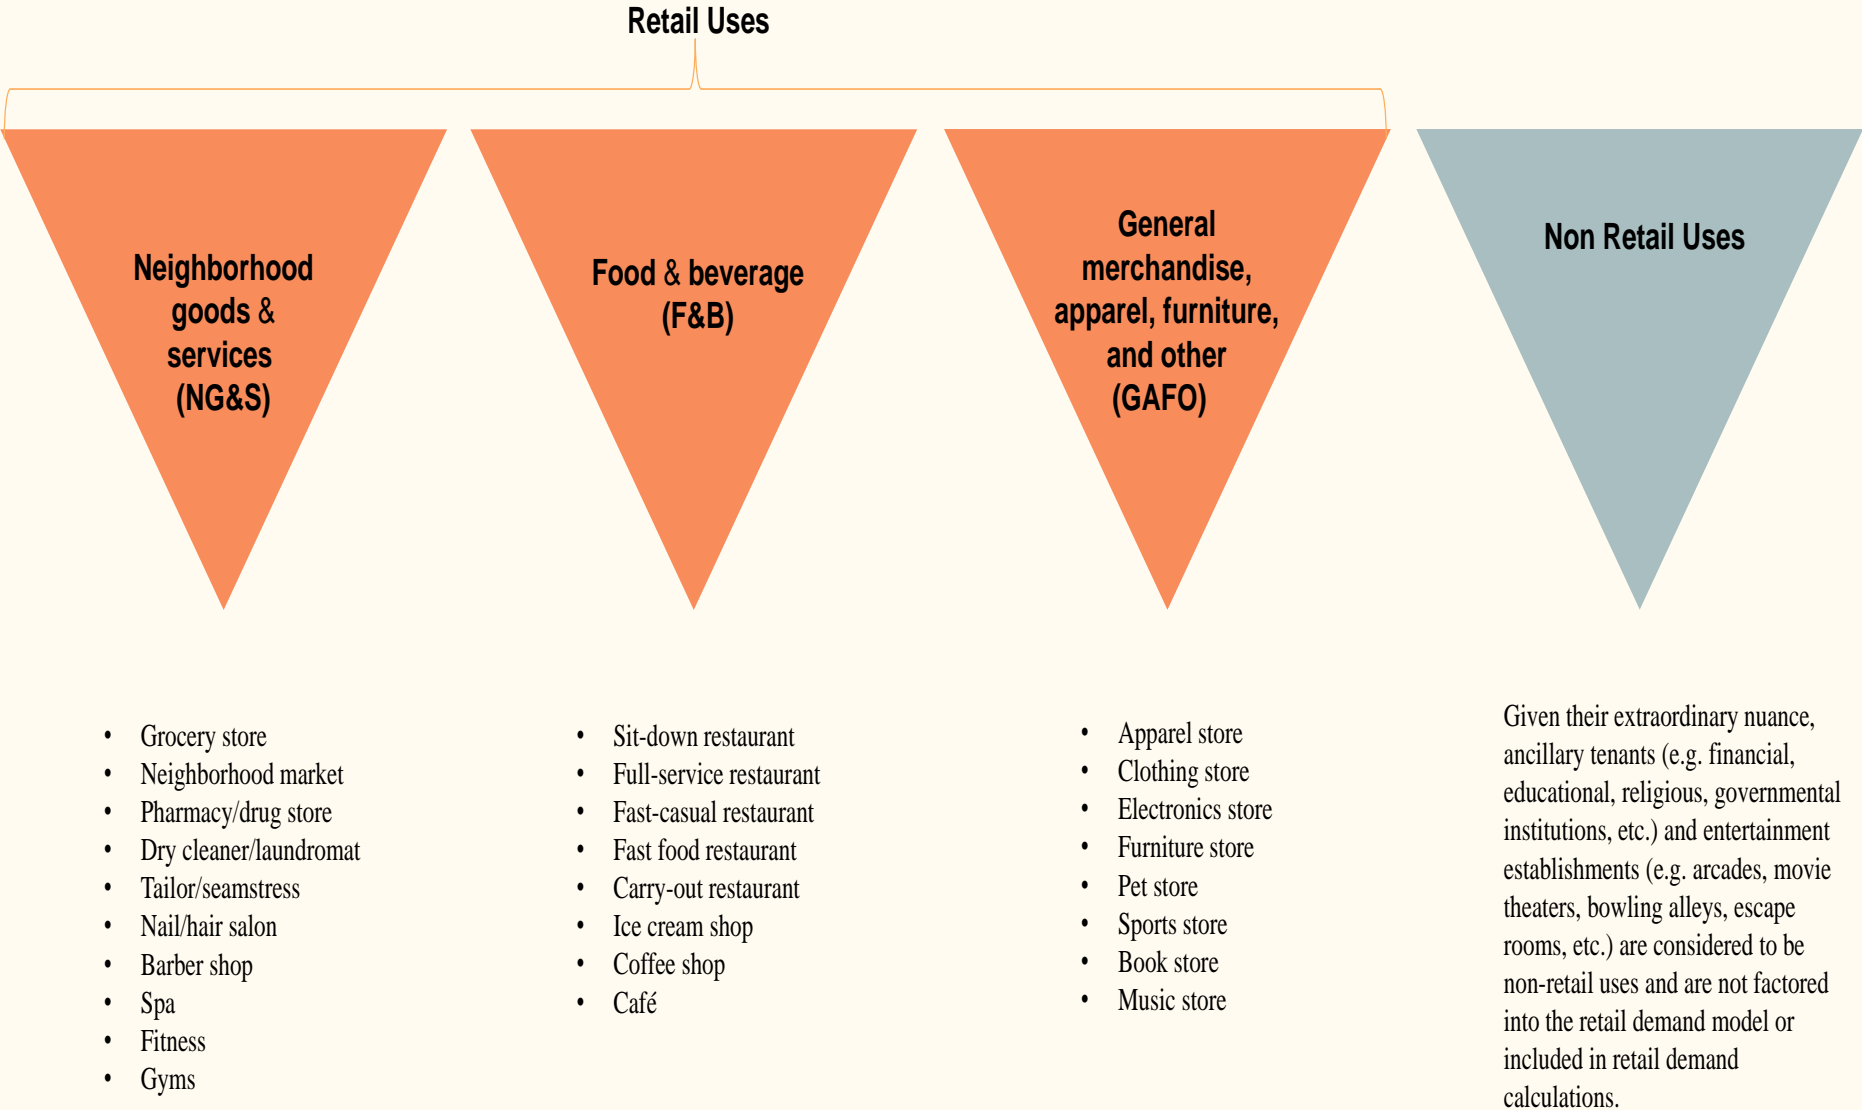 Retail Uses
Neighborhood
goods & 
services
(NG&S)
Food & beverage
(F&B)
General
merchandise,
apparel, furniture,
and other
(GAFO)
Non Retail Uses
• Grocery store
• Neighborhood market
• Pharmacy/drug store
• Dry cleaner/laundromat
• Tailor/seamstress
• Nail/hair salon
• Barber shop
• Spa
• Fitness
• Gyms
• Sit-down restaurant
• Full-service restaurant
• Fast-casual restaurant
• Fast food restaurant
• Carry-out restaurant
• Ice cream shop
• Coffee shop
• Café
• Apparel store
• Clothing store
• Electronics store
• Furniture store
• Pet store
• Sports store
• Book store
• Music store
Given their extraordinary nuance,
ancillary tenants (e.g. financial,
educational, religious, governmental
institutions, etc.) and entertainment
establishments (e.g. arcades, movie
theaters, bowling alleys, escape
rooms, etc.) are considered to be
non-retail uses and are not factored
into the retail demand model or
included in retail demand
calculations.